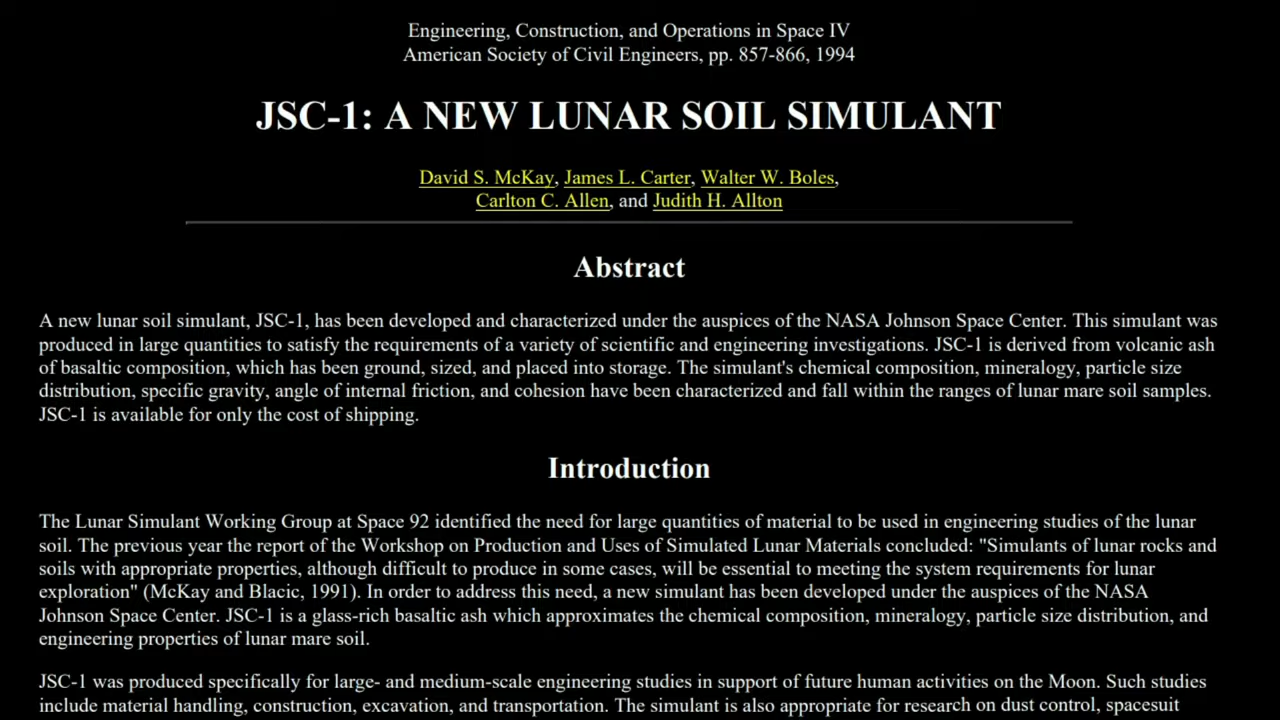 Engineering, Construction, and Operations in Space IV
American Society of Civil Engineers, pp. 857-866, 1994
JSC-1: A NEW LUNAR SOIL SIMULANT
David S. McKay, James L. Carter, Walter W. Boles,
Carlton C. Allen, and Judith H. Allton
Abstract
A new lunar soil simulant, JSC-1, has been developed and characterized under the auspices of the NASA Johnson Space Center. This simulant was
produced in large quantities to satisfy the requirements of a variety of scientific and engineering investigations. JSC-1 is derived from volcanic ash
of basaltic composition, which has been ground, sized, and placed into storage. The simulant's chemical composition, mineralogy, particle size
distribution, specific gravity, angle of internal friction, and cohesion have been characterized and fall within the ranges of lunar mare soil samples.
JSC-1 is available for only the cost of shipping.
Introduction
The Lunar Simulant Working Group at Space 92 identified the need for large quantities of material to be used in engineering studies of the lunar
soil. The previous year the report of the Workshop on Production and Uses of Simulated Lunar Materials concluded: "Simulants of lunar rocks and
soils with appropriate properties, although difficult to produce in some cases, will be essential to meeting the system requirements for lunar
exploration" (McKay and Blacic, 1991). In order to address this need, a new simulant has been developed under the auspices of the NASA
Johnson Space Center. JSC-1 is a glass-rich basaltic ash which approximates the chemical composition, mineralogy, particle size distribution, and
engineering properties of lunar mare soil.
JSC-1 was produced specifically for large- and medium-scale engineering studies in support of future human activities on the Moon. Such studies
include material handling, construction, excavation, and transportation. The simulant is also appropriate for research on dust control, spacesuit